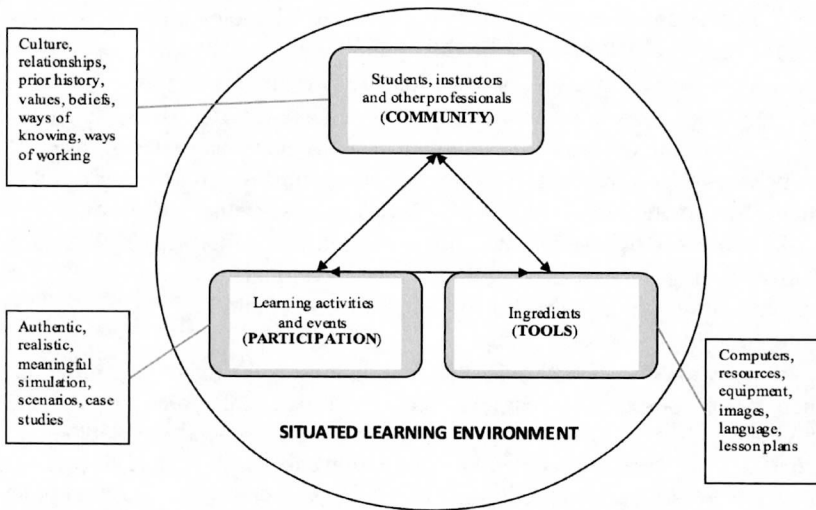 Culture,
relationships,
prior history,
values, beliefs,
ways of
knowing, ways
of working
Students, instructors
and other professionals
(COMMUNITY)
Learning activities
and events
(PARTICIPATION)
Ingredients
(TOOLS)
Authentic,
realistic,
meaningful
simulation,
scenarios, case
studies
Computers,
resources,
equipment,
images,
language,
lesson plans
SITUATED LEARNING ENVIRONMENT